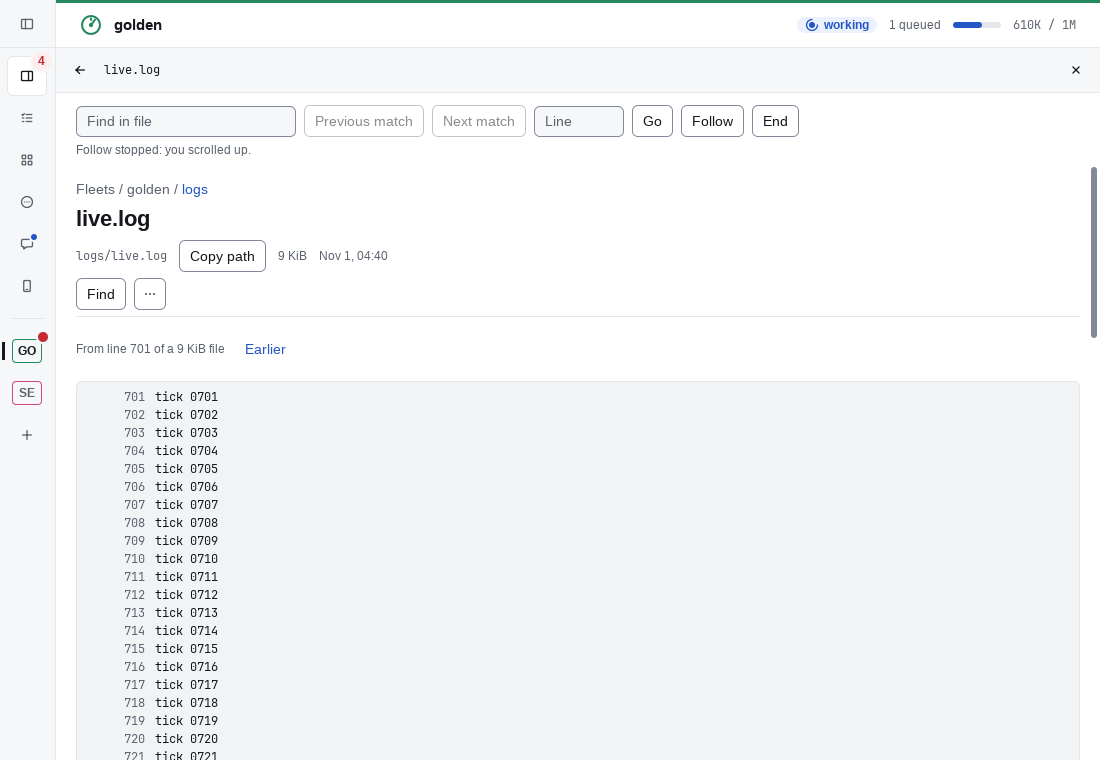 golden
working
1 queued
610K / 1M
4
live.log
Find in file
Previous match
Next match
Line
Go
Follow
End
Follow stopped: you scrolled up.
Fleets / golden / logs
live.log
logs/live.log
Copy path
9 KiB
Nov 1, 04:40
Find
...
GO
SE
From line 701 of a 9 KiB file
Earlier
701 tick 0701
702 tick 0702
703 tick 0703
704 tick 0704
705 tick 0705
706 tick 0706
707 tick 0707
708 tick 0708
709 tick 0709
710 tick 0710
711 tick 0711
712 tick 0712
713 tick 0713
714 tick 0714
715 tick 0715
716 tick 0716
717 tick 0717
718 tick 0718
719 tick 0719
720 tick 0720
721 tick 0721